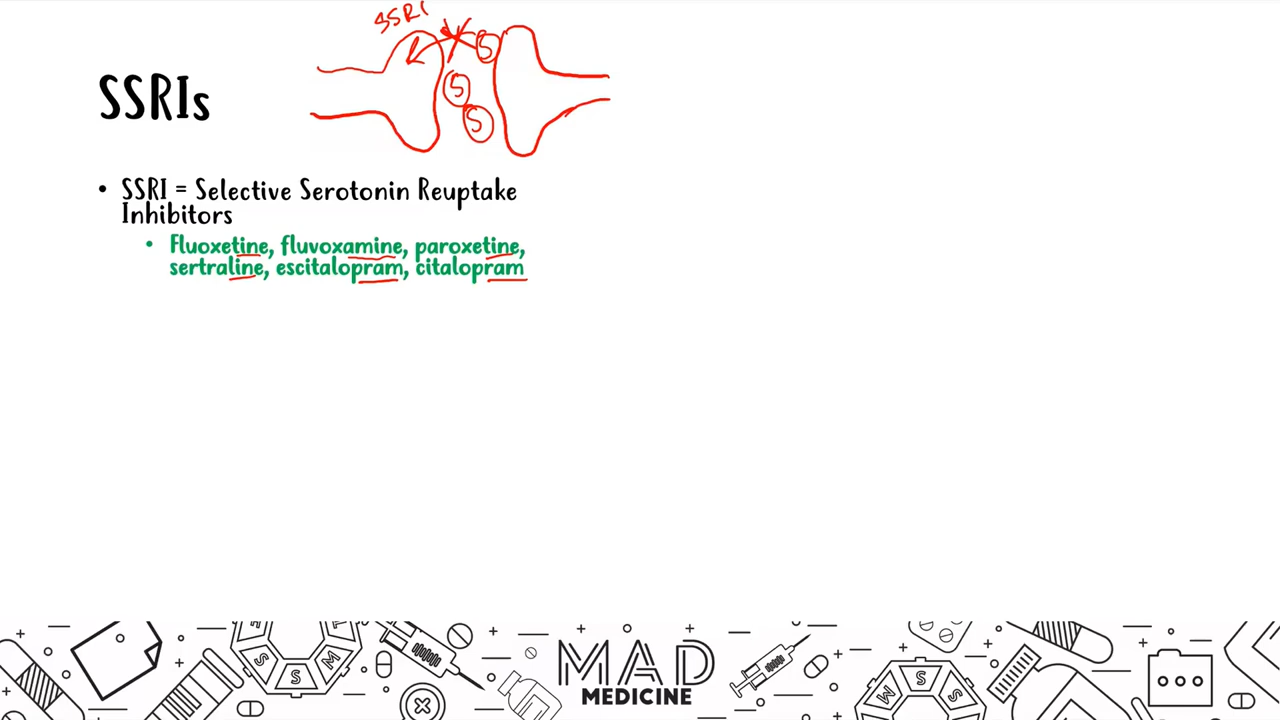 SSRI
S
S
S
SSRIs
• SSRI = Selective Serotonin Reuptake
Inhibitors
• Fluoxetine, fluvoxamine, paroxetine,
sertraline, escitalopram, citalopram
S
S
M
M
S
S
MAD
MEDICINE